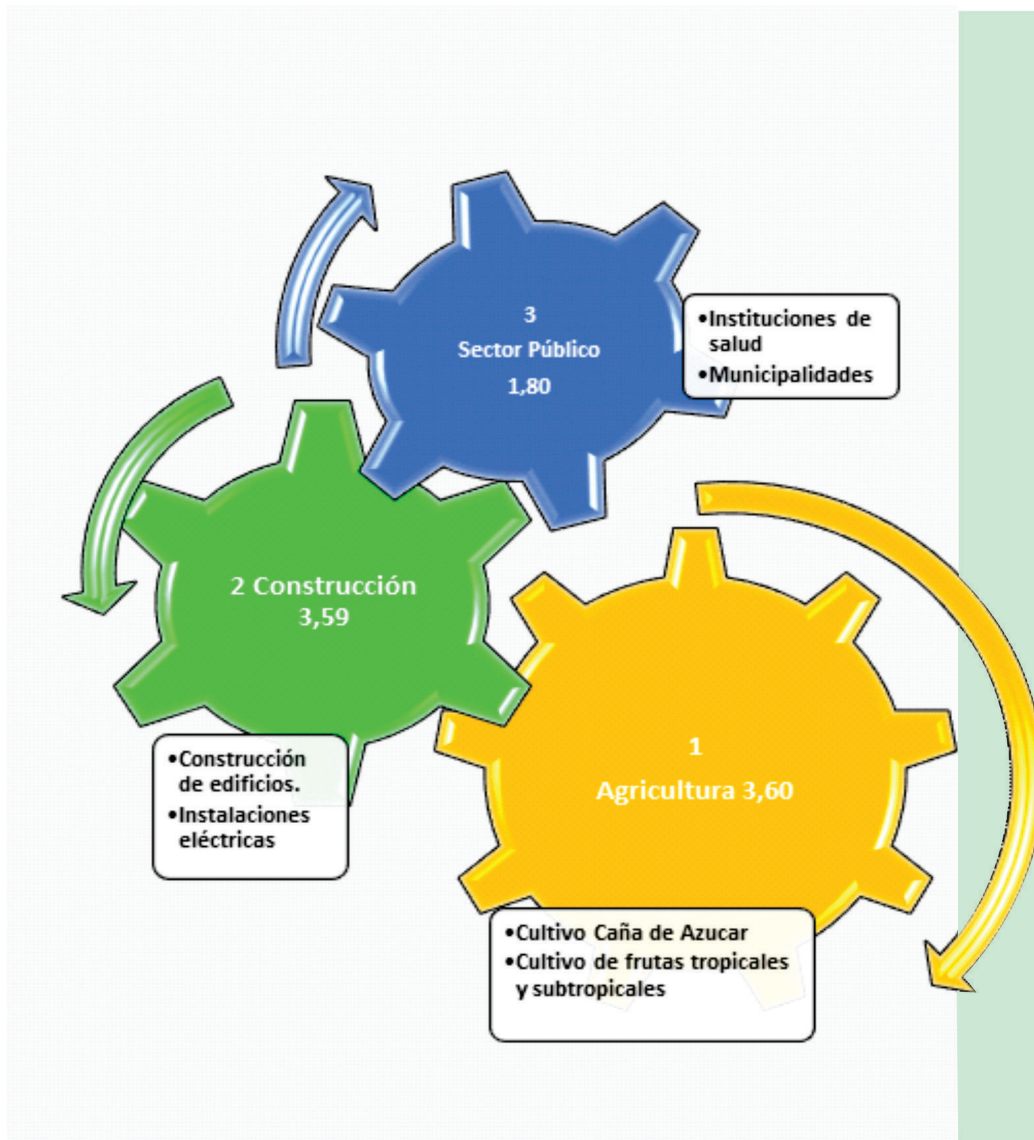 3
Sector Público
1,80
•Instituciones de
salud
•Municipalidades
2 Construcción
3,59
•Construcción
de edificios.
•Instalaciones
eléctricas
1
Agricultura 3,60
•Cultivo Caña de Azucar
•Cultivo de frutas tropicales
y subtropicales